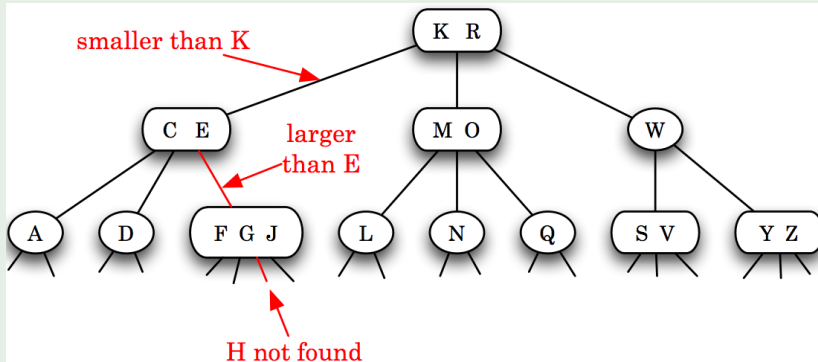 K R
smaller than K
C E
M O
W
larger
than E
A
D
F G J
L
N
Q
S V
Y Z
H not found